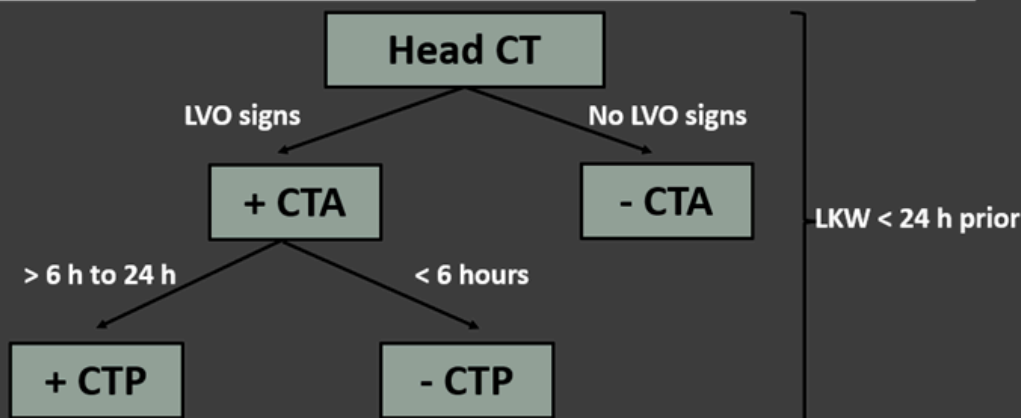 Head CT
LVO signs
No LVO signs
+ CTA
- CTA
LKW < 24 h prior
> 6 h to 24 h
< 6 hours
+ CTP
- CTP